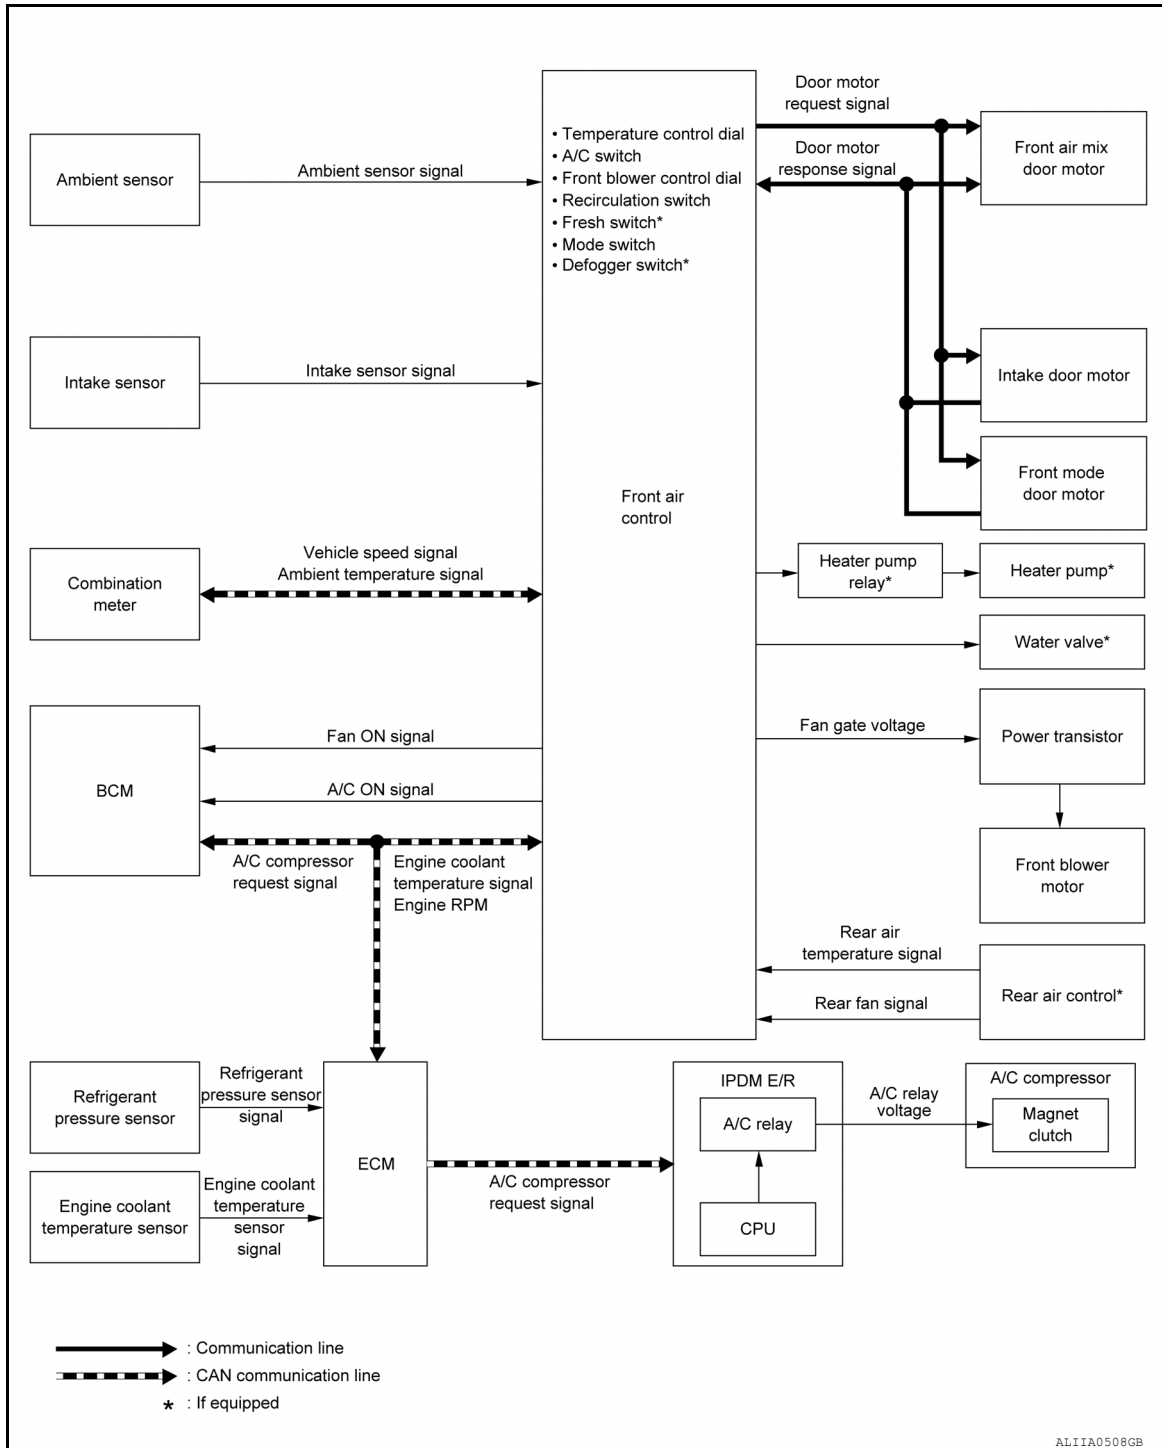 Door motor
request signal
• Temperature control dial
• A/C switch
• Front blower control dial
• Recirculation switch
• Fresh switch*
• Mode switch
• Defogger switch*
Door motor
response signal
Front air mix
door motor
Ambient sensor
Ambient sensor signal
Intake sensor
Intake sensor signal
Intake door motor
Front mode
door motor
Front air
control
Combination
meter
Vehicle speed signal
Ambient temperature signal
Heater pump
relay*
Heater pump*
Water valve*
BCM
Fan ON signal
A/C ON signal
A/C compressor
request signal
Engine coolant
temperature signal
Engine RPM
Fan gate voltage
Power transistor
Front blower
motor
Rear air
temperature signal
Rear fan signal
Rear air control*
Refrigerant
pressure sensor
Refrigerant
pressure sensor
signal
Engine coolant
temperature sensor
Engine coolant
temperature
sensor
signal
ECM
A/C compressor
request signal
IPDM E/R
A/C relay
CPU
A/C relay
voltage
A/C compressor
Magnet
clutch
: Communication line
: CAN communication line
* : If equipped
ALIIA0508GB